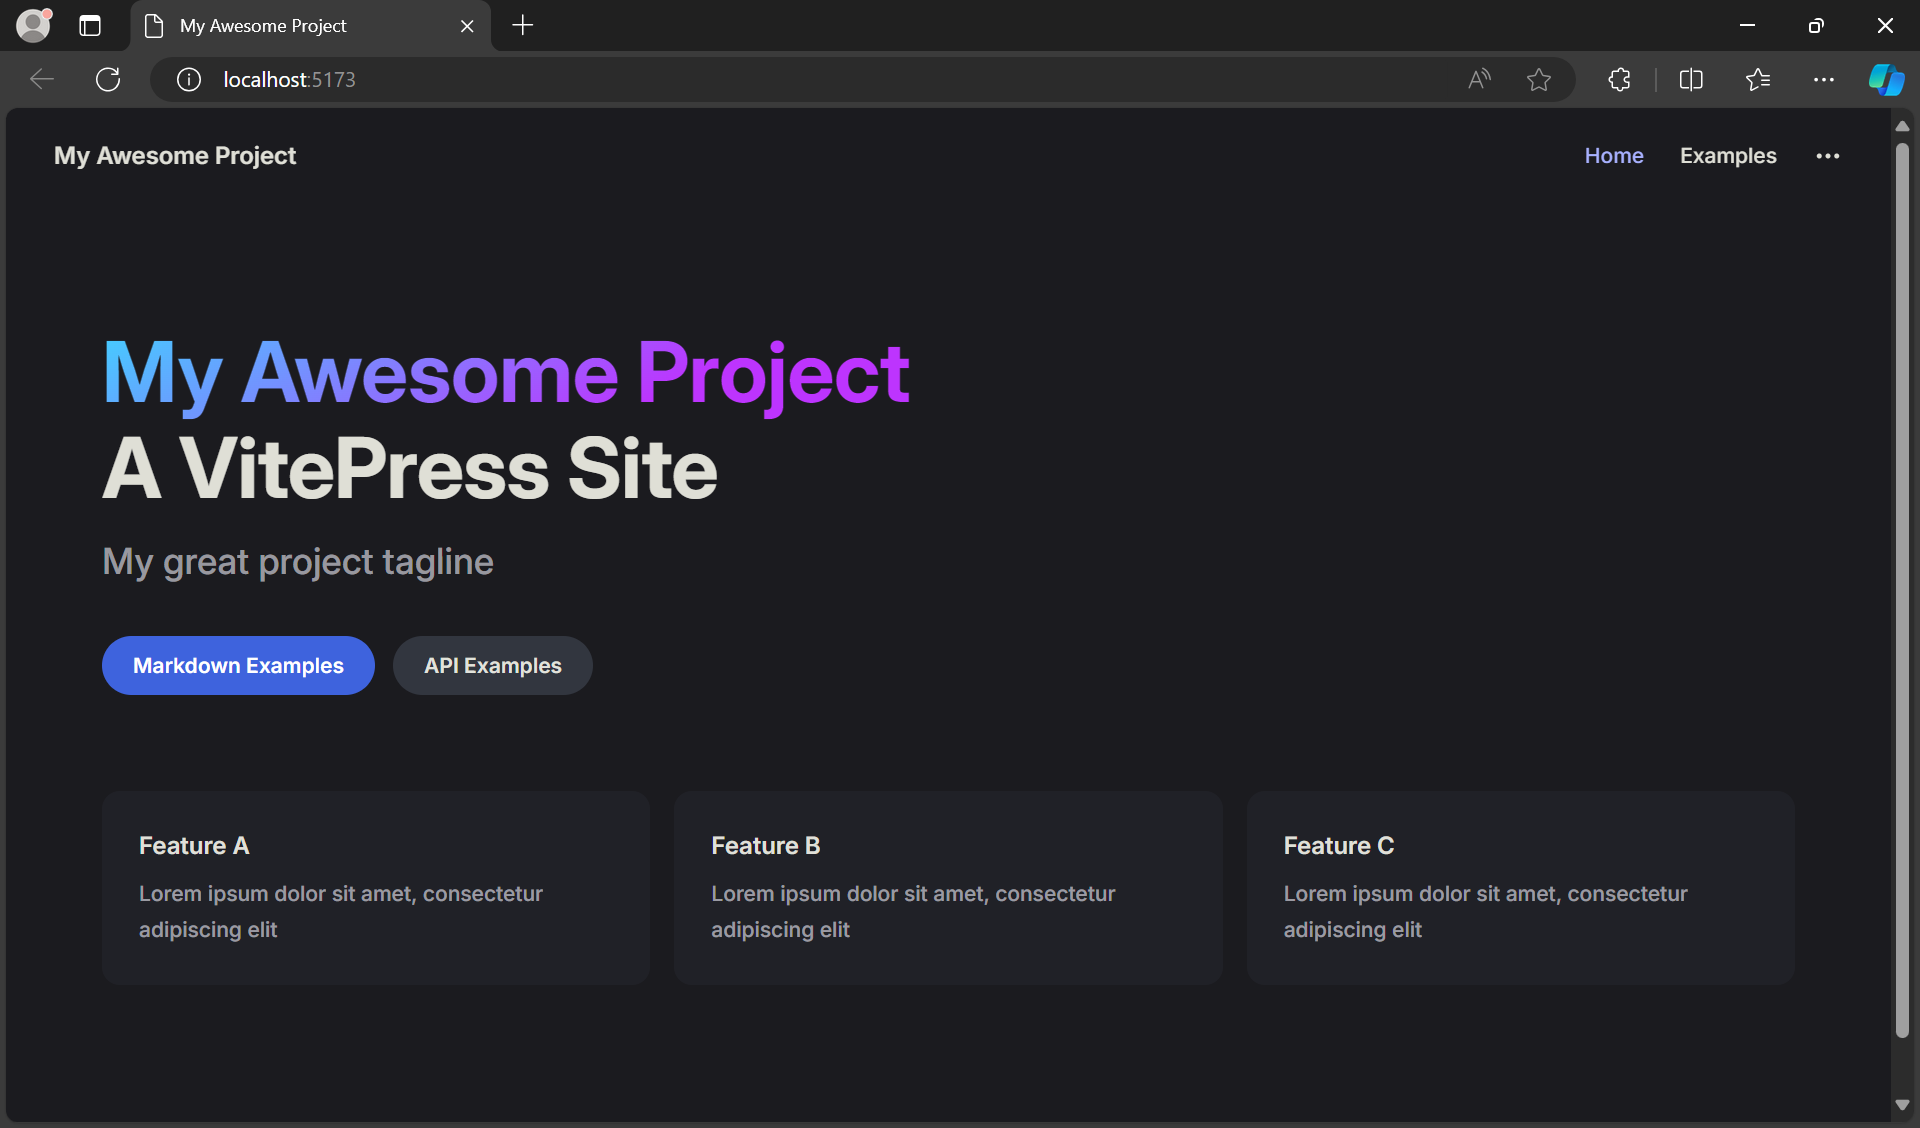 My Awesome Project
localhost:5173
My Awesome Project
Home
Examples
My Awesome Project
A VitePress Site
My great project tagline
Markdown Examples
API Examples
Feature A
Lorem ipsum dolor sit amet, consectetur
adipiscing elit
Feature B
Lorem ipsum dolor sit amet, consectetur
adipiscing elit
Feature C
Lorem ipsum dolor sit amet, consectetur
adipiscing elit